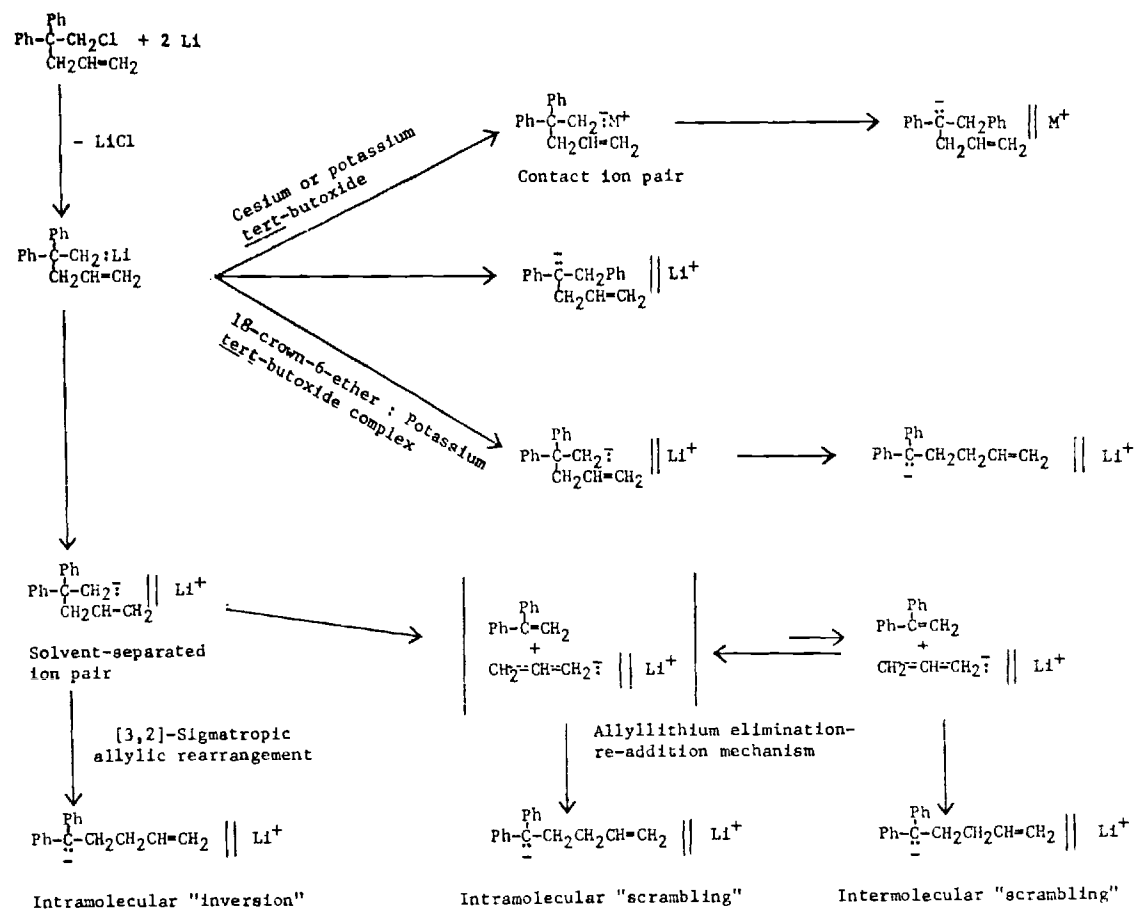 Ph
Ph-C-CH2Cl + 2 Li
CH2CH=CH2
- LiCl
Ph
Ph-C-CH2:Li
CH2CH=CH2
Cesium or potassium
tert-butoxide
Ph
Ph-C-CH2:̄M+
CH2CH=CH2
Contact ion pair
Ph-C̄̈-CH2Ph || M+
CH2CH=CH2
Ph-C̄̈-CH2Ph || Li+
CH2CH=CH2
18-crown-6-ether : Potassium
tert-butoxide complex
Ph
Ph-C-CH2:̄ || Li+
CH2CH=CH2
Ph
Ph-C-CH2CH2CH=CH2 || Li+
..
-
Ph
Ph-C-CH2:̄ || Li+
CH2CH-CH2
Solvent-separated
ion pair
Ph
Ph-C=CH2
+
CH2=CH=CH2:̄ || Li+
Ph
Ph-C=CH2
+
CH2=CH=CH2:̄ || Li+
[3,2]-Sigmatropic
allylic rearrangement
Allyllithium elimination-
re-addition mechanism
Ph
Ph-C-CH2CH2CH=CH2 || Li+
..
-
Intramolecular "inversion"
Ph
Ph-C-CH2CH2CH=CH2 || Li+
..
-
Intramolecular "scrambling"
Ph
Ph-C-CH2CH2CH=CH2 || Li+
..
-
Intermolecular "scrambling"